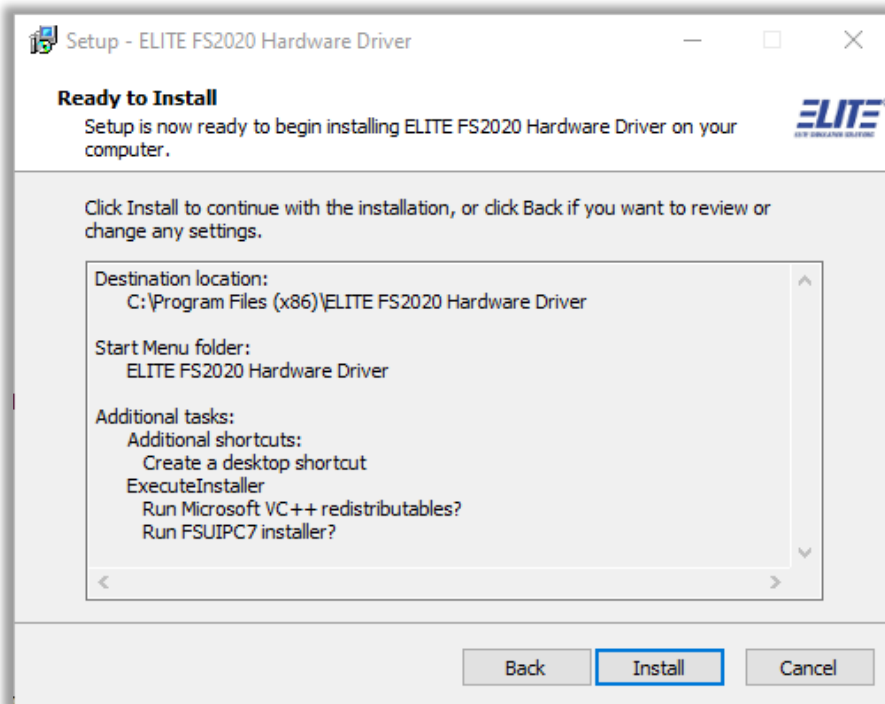 Setup - ELITE FS2020 Hardware Driver
Ready to Install
Setup is now ready to begin installing ELITE FS2020 Hardware Driver on your
computer.
ELITE
ELITE SIMULATION SOLUTIONS
Click Install to continue with the installation, or click Back if you want to review or
change any settings.
Destination location:
C:\Program Files (x86)\ELITE FS2020 Hardware Driver
Start Menu folder:
ELITE FS2020 Hardware Driver
Additional tasks:
Additional shortcuts:
Create a desktop shortcut
ExecuteInstaller
Run Microsoft VC++ redistributables?
Run FSUIPC7 installer?
Back
Install
Cancel